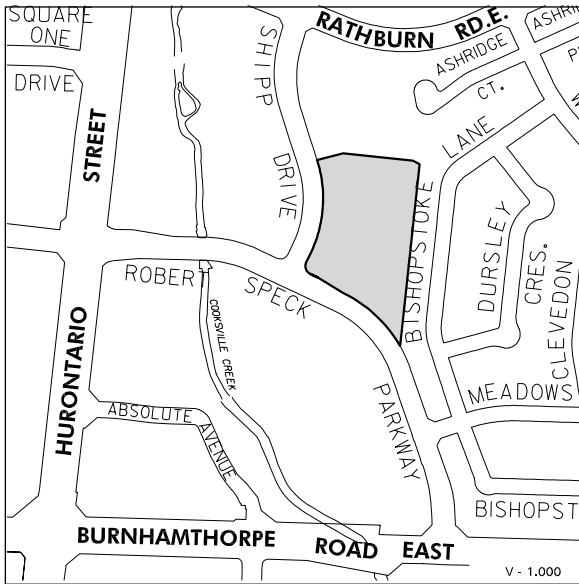 SQUARE
ONE
DRIVE
STREET
HURONTARIO
SHIPP
DRIVE
RATHBURN RD.E.
ASHRIDGE
CT.
LANE
BISHOPSTOKE
DURSLEY
CRES.
CLEVEDON
ROBERT
SPECK
PARKWAY
COOKSVILLE CREEK
ABSOLUTE
AVENUE
MEADOWS
BISHOPST
BURNHAMTHORPE ROAD EAST
V - 1.000